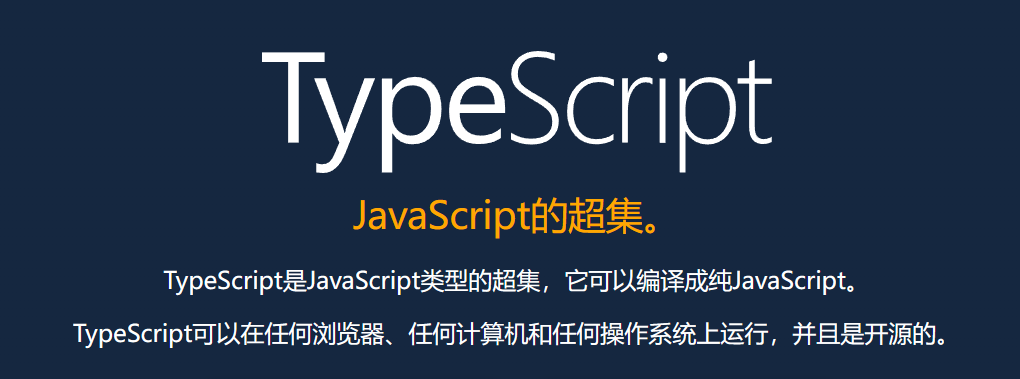 TypeScript
JavaScript的超集。
TypeScript是JavaScript类型的超集，它可以编译成纯JavaScript。
TypeScript可以在任何浏览器、任何计算机和任何操作系统上运行，并且是开源的。